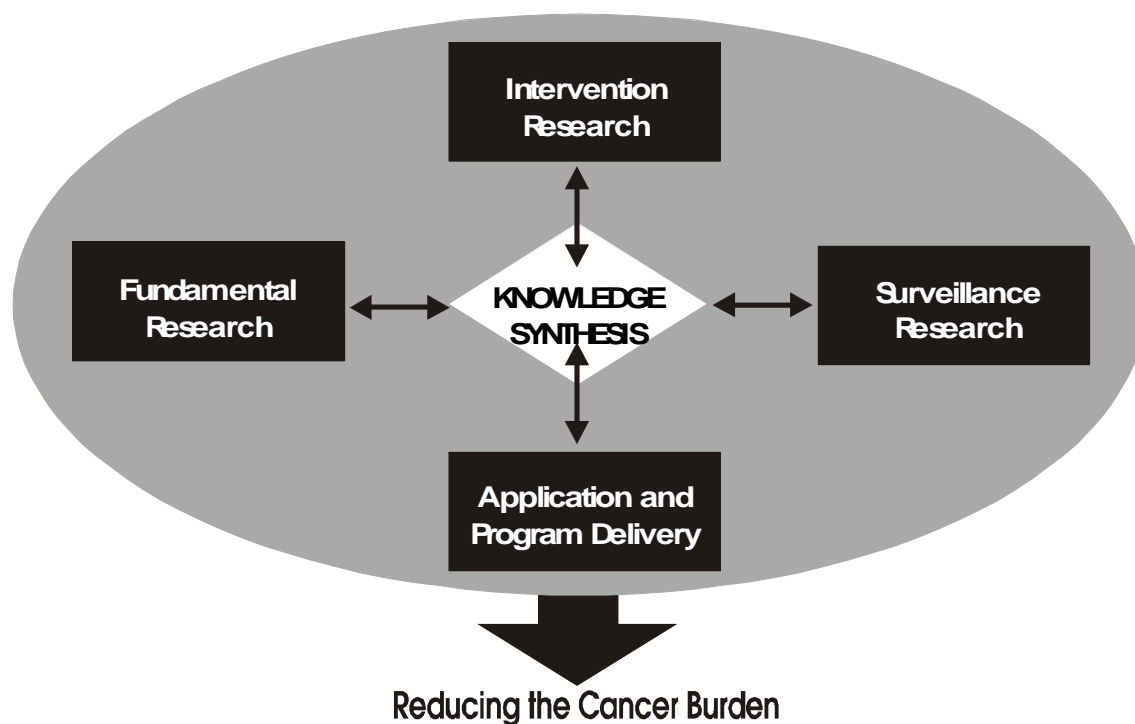 Intervention
Research
Fundamental
Research
KNOWLEDGE
SYNTHESIS
Surveillance
Research
Application and
Program Delivery
Reducing the Cancer Burden